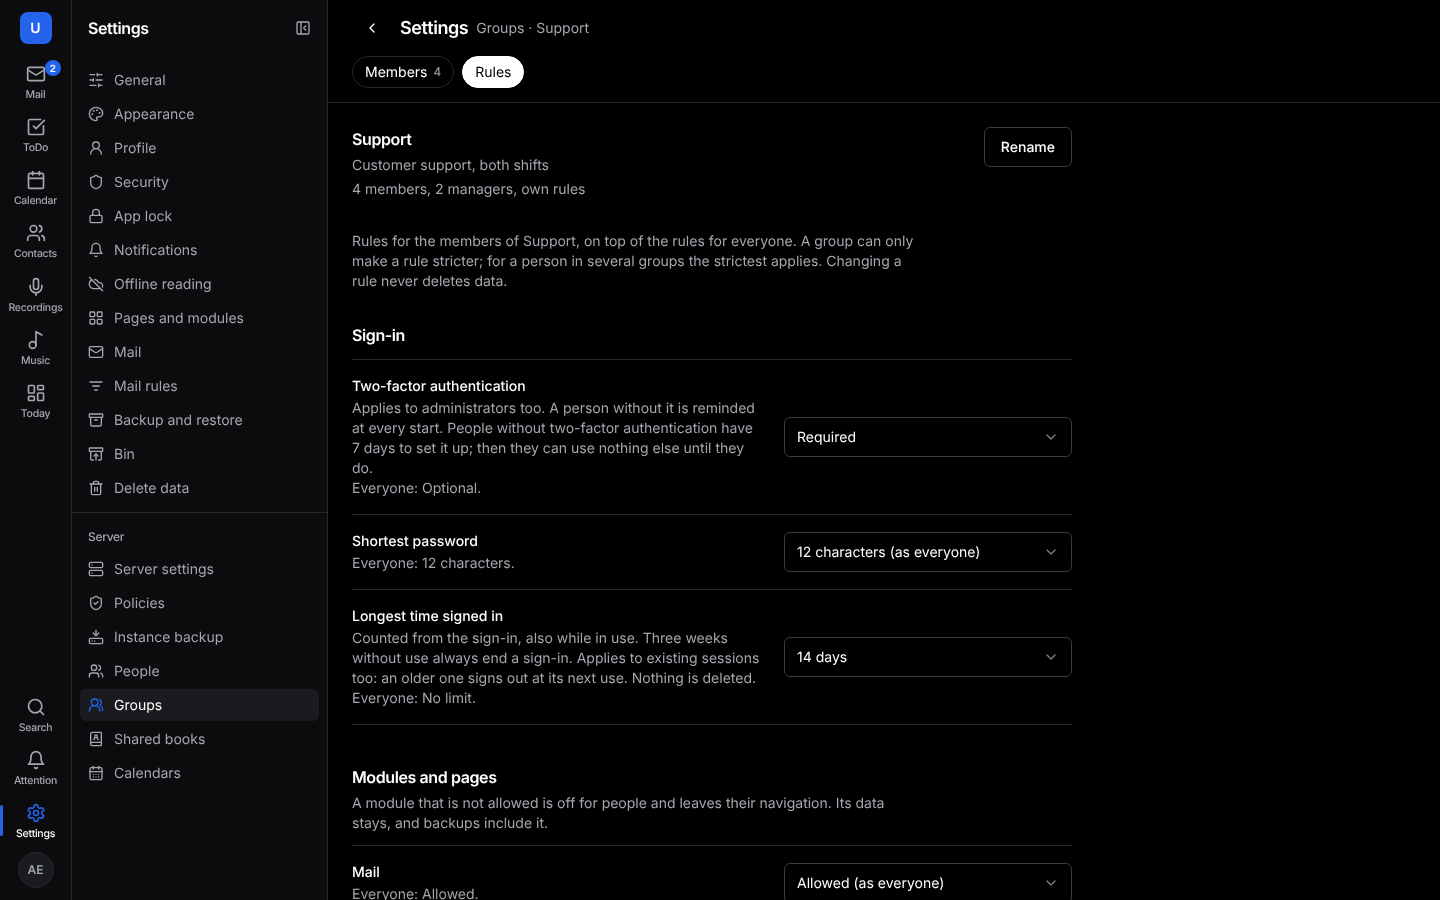 U
2
Mail
ToDo
Calendar
Contacts
Recordings
Music
Today
Search
Attention
Settings
AE
Settings
General
Appearance
Profile
Security
App lock
Notifications
Offline reading
Pages and modules
Mail
Mail rules
Backup and restore
Bin
Delete data
Server
Server settings
Policies
Instance backup
People
Groups
Shared books
Calendars
Settings Groups · Support
Members 4 Rules
Support
Customer support, both shifts
4 members, 2 managers, own rules
Rename
Rules for the members of Support, on top of the rules for everyone. A group can only
make a rule stricter; for a person in several groups the strictest applies. Changing a
rule never deletes data.
Sign-in
Two-factor authentication
Applies to administrators too. A person without it is reminded
at every start. People without two-factor authentication have
7 days to set it up; then they can use nothing else until they
do.
Everyone: Optional.
Required
Shortest password
Everyone: 12 characters.
12 characters (as everyone)
Longest time signed in
Counted from the sign-in, also while in use. Three weeks
without use always end a sign-in. Applies to existing sessions
too: an older one signs out at its next use. Nothing is deleted.
Everyone: No limit.
14 days
Modules and pages
A module that is not allowed is off for people and leaves their navigation. Its data
stays, and backups include it.
Mail
Everyone: Allowed.
Allowed (as everyone)